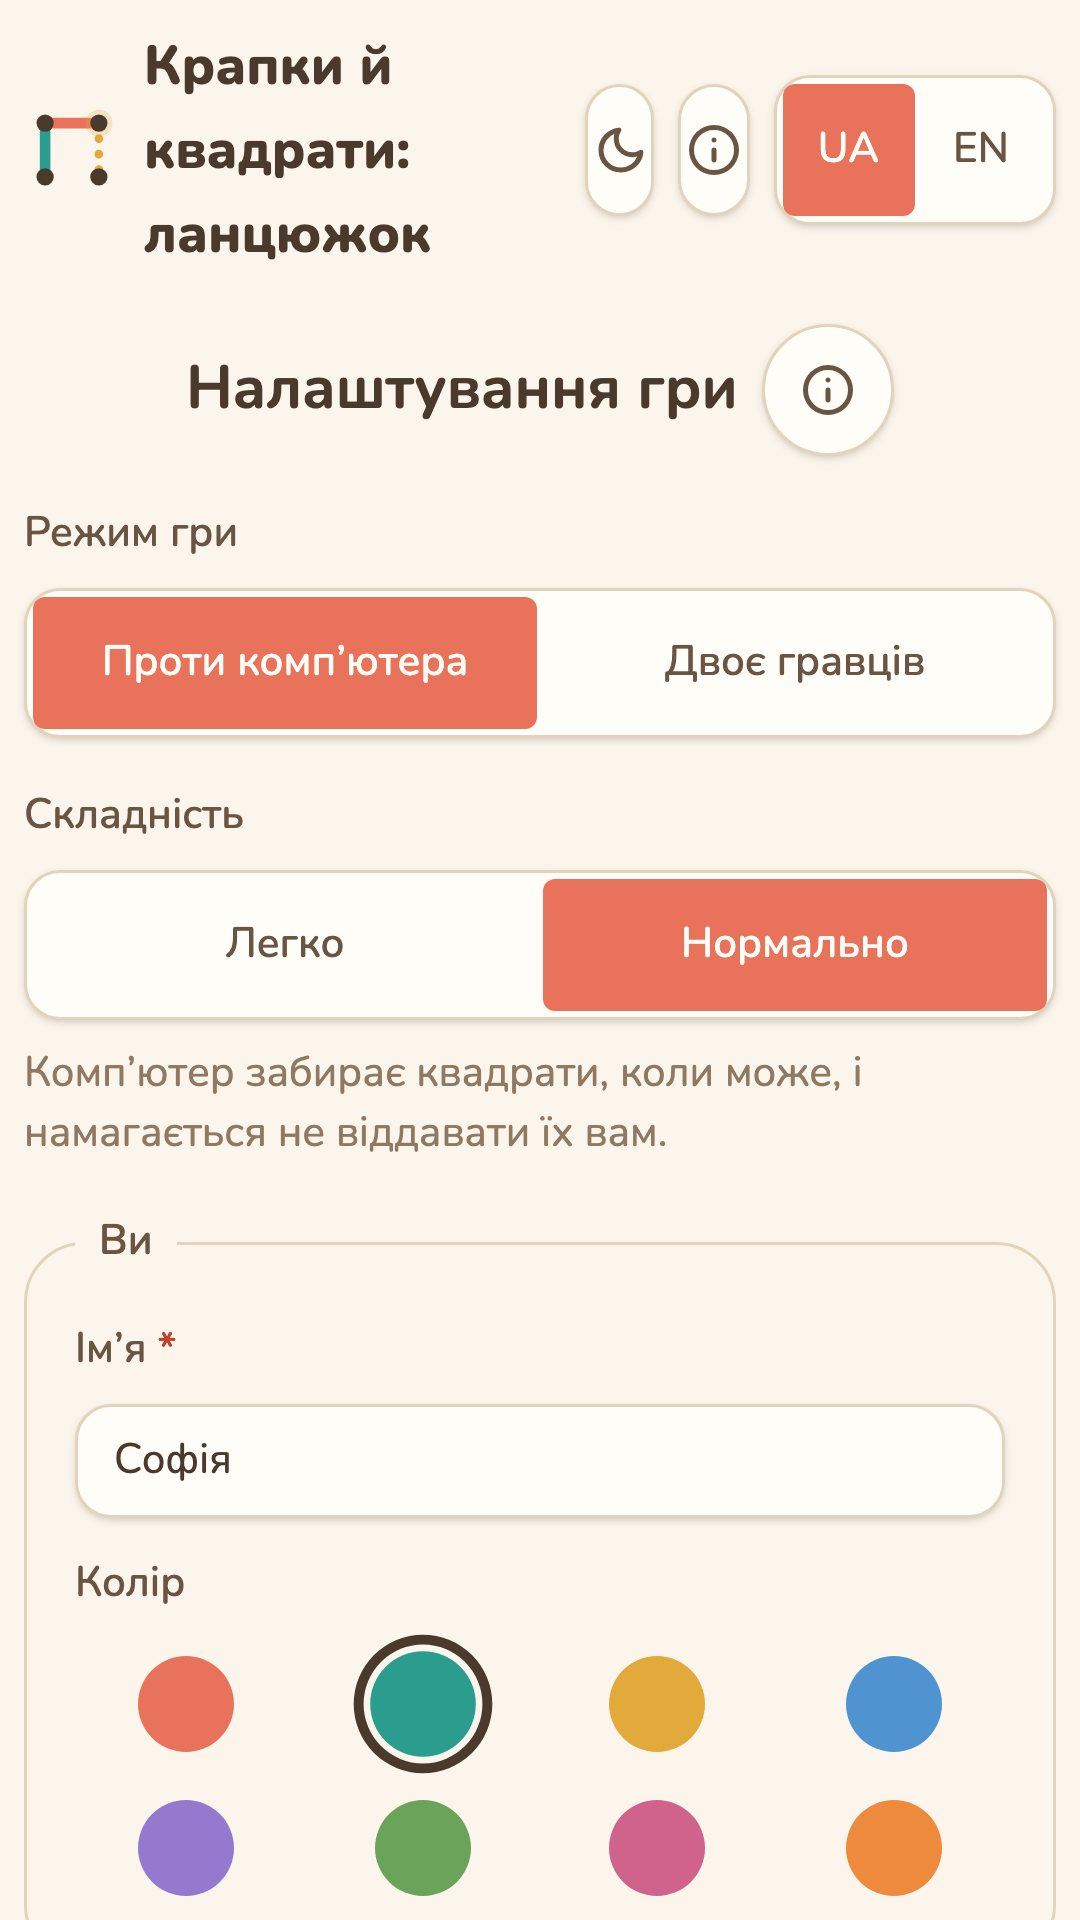 Крапки й
квадрати:
ланцюжок
UA
EN
Налаштування гри
Режим гри
Проти комп’ютера
Двоє гравців
Складність
Легко
Нормально
Комп’ютер забирає квадрати, коли може, і
намагається не віддавати їх вам.
Ви
Ім’я *
Софія
Колір